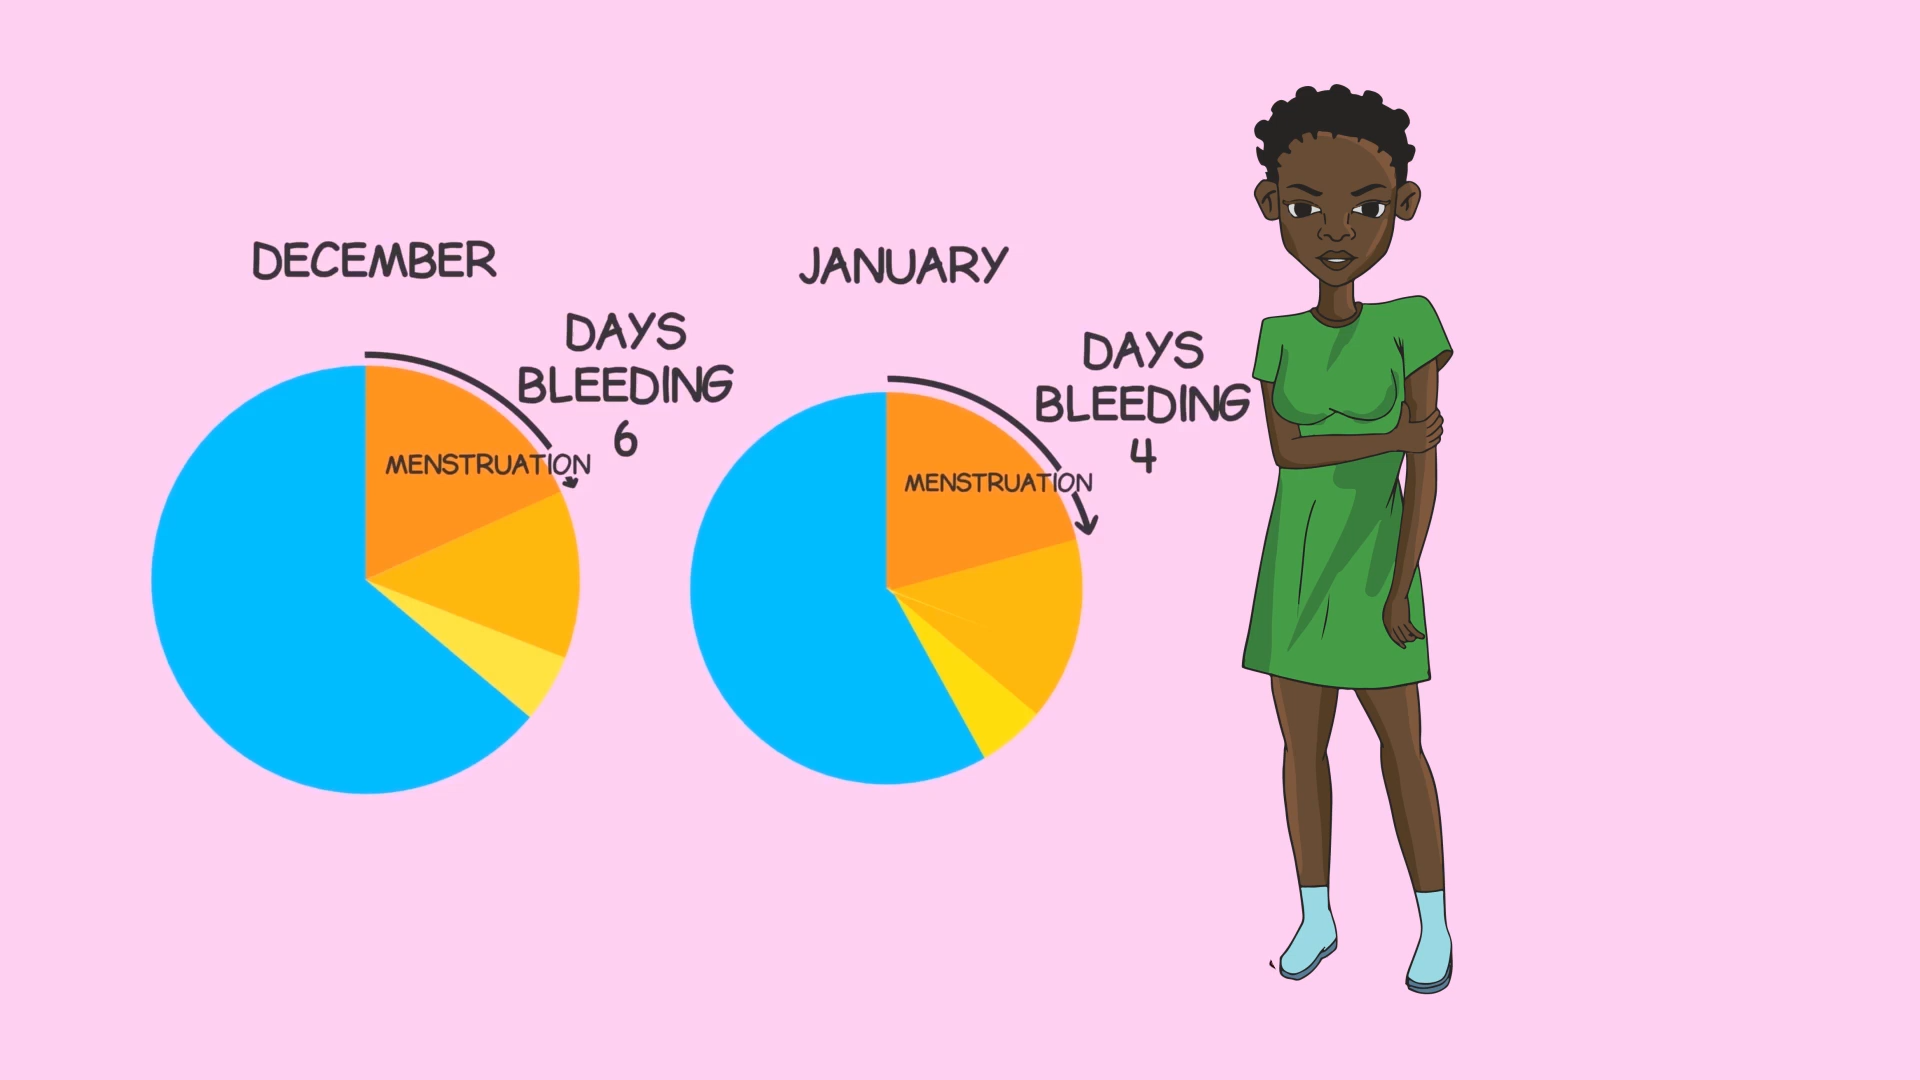 DECEMBER
DAYS
BLEEDING
6
MENSTRUATION
JANUARY
DAYS
BLEEDING
4
MENSTRUATION